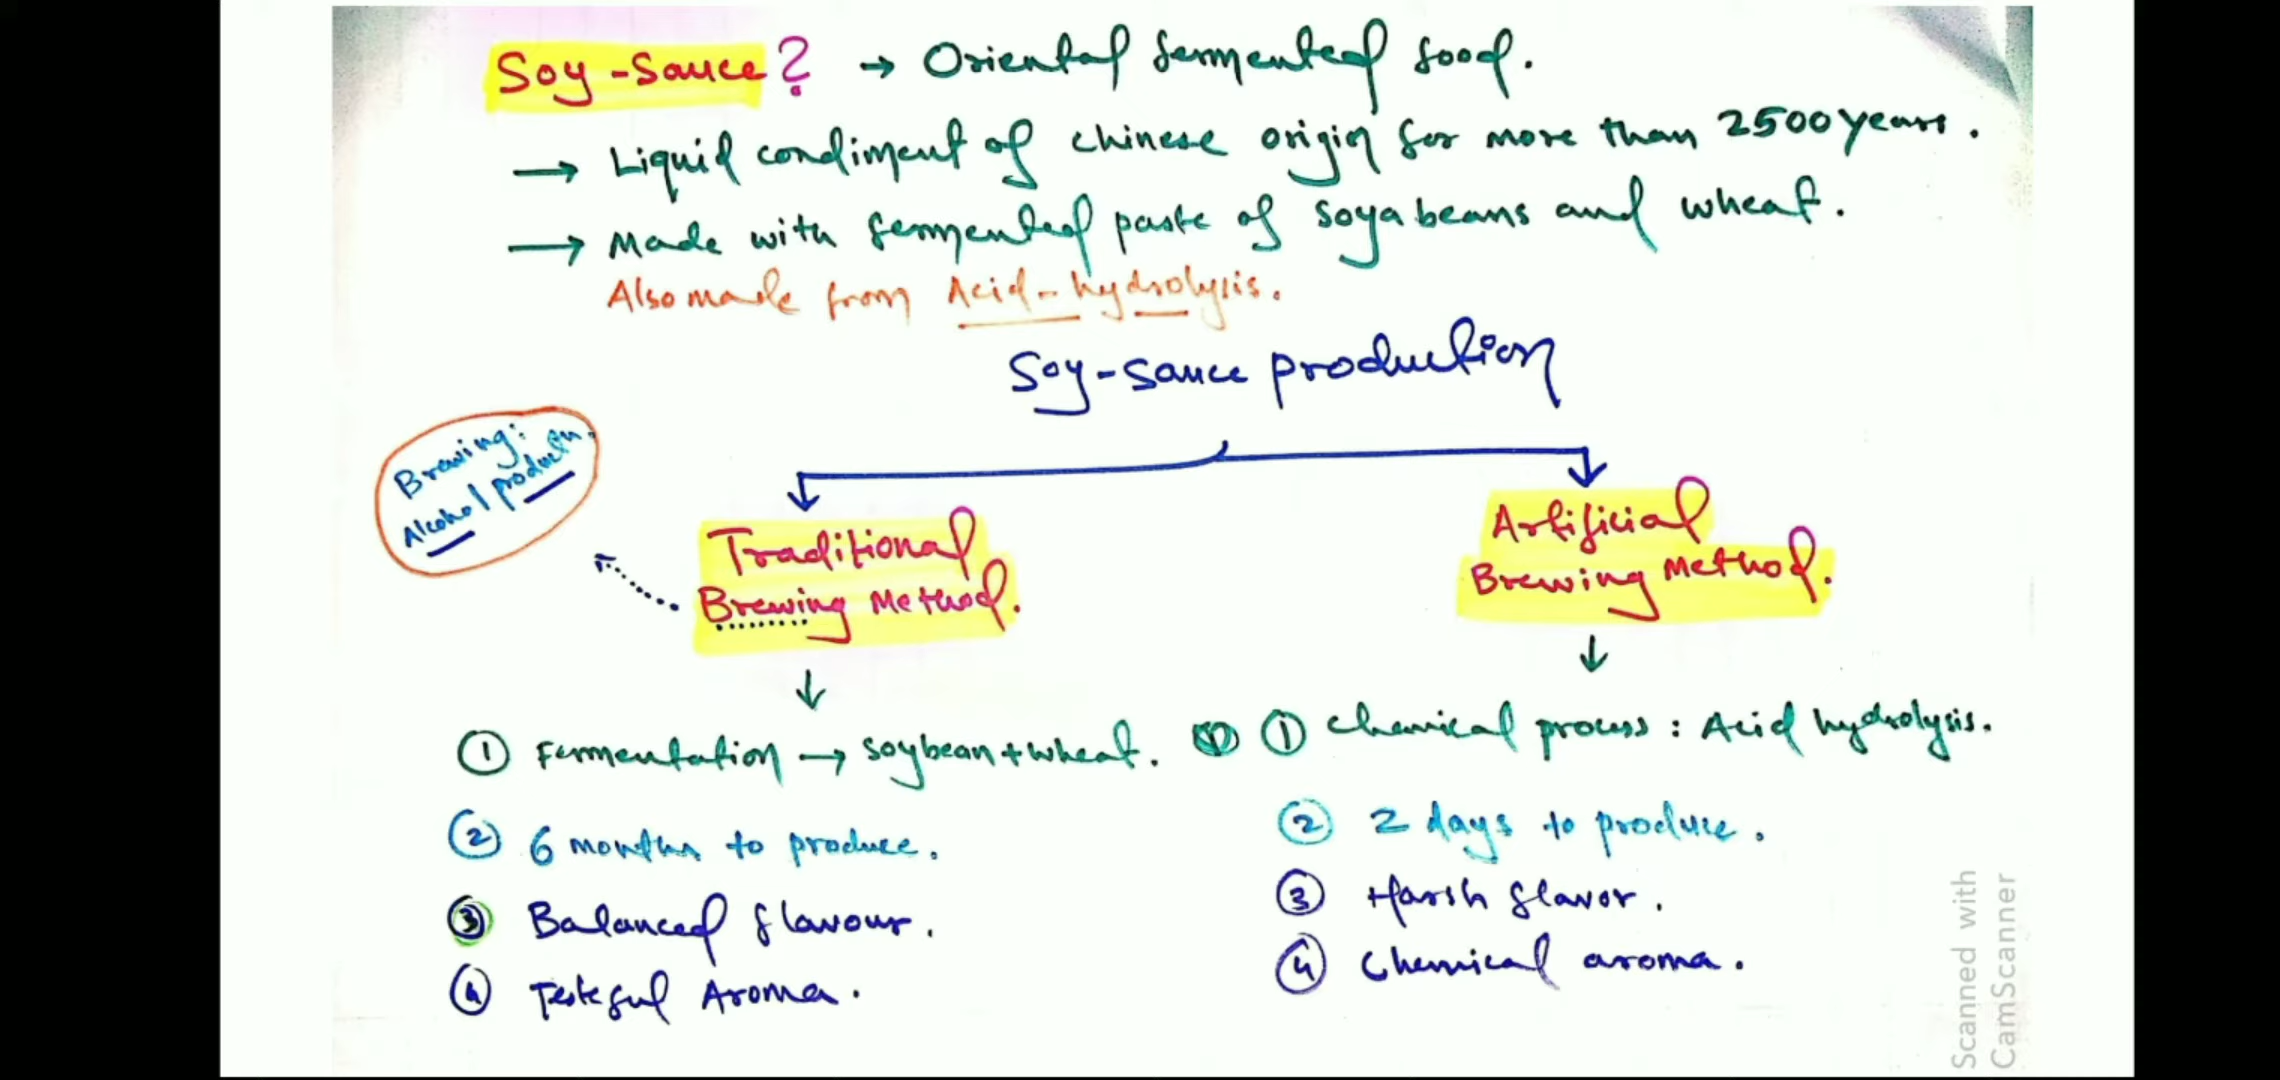 Soy-Sauce? → Oriental fermented food.
→ Liquid condiment of chinese origin for more than 2500 years.
→ Made with fermented paste of soyabeans and wheat.
Also made from Acid-hydrolysis.
Soy-sauce production
Brewing:
Alcohol production.
Traditional
Brewing Method.
Artificial
Brewing Method.
① Fermentation → soybean + wheat.
② 6 months to produce.
③ Balanced flavour.
④ Testeful Aroma.
① Chemical process : Acid hydrolysis.
② 2 days to produce.
③ Harsh flavor.
④ Chemical aroma.
Scanned with
CamScanner